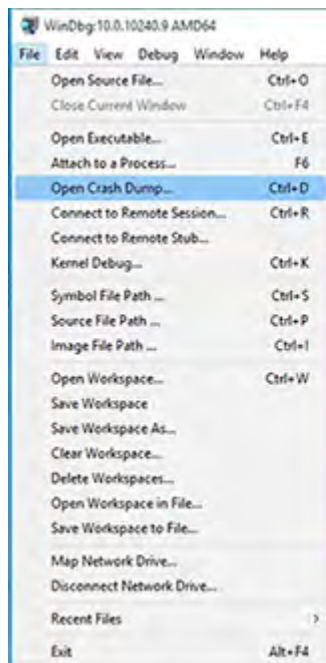 WinDbg:10.0.10240.9 AMD64
File Edit View Debug Window Help
Open Source File... Ctrl+O
Close Current Window Ctrl+F4
Open Executable... Ctrl+E
Attach to a Process... F6
Open Crash Dump... Ctrl+D
Connect to Remote Session... Ctrl+R
Connect to Remote Stub...
Kernel Debug... Ctrl+K
Symbol File Path ... Ctrl+S
Source File Path ... Ctrl+P
Image File Path ... Ctrl+I
Open Workspace... Ctrl+W
Save Workspace
Save Workspace As...
Clear Workspace...
Delete Workspaces...
Open Workspace in File...
Save Workspace to File...
Map Network Drive...
Disconnect Network Drive...
Recent Files
Exit Alt+F4